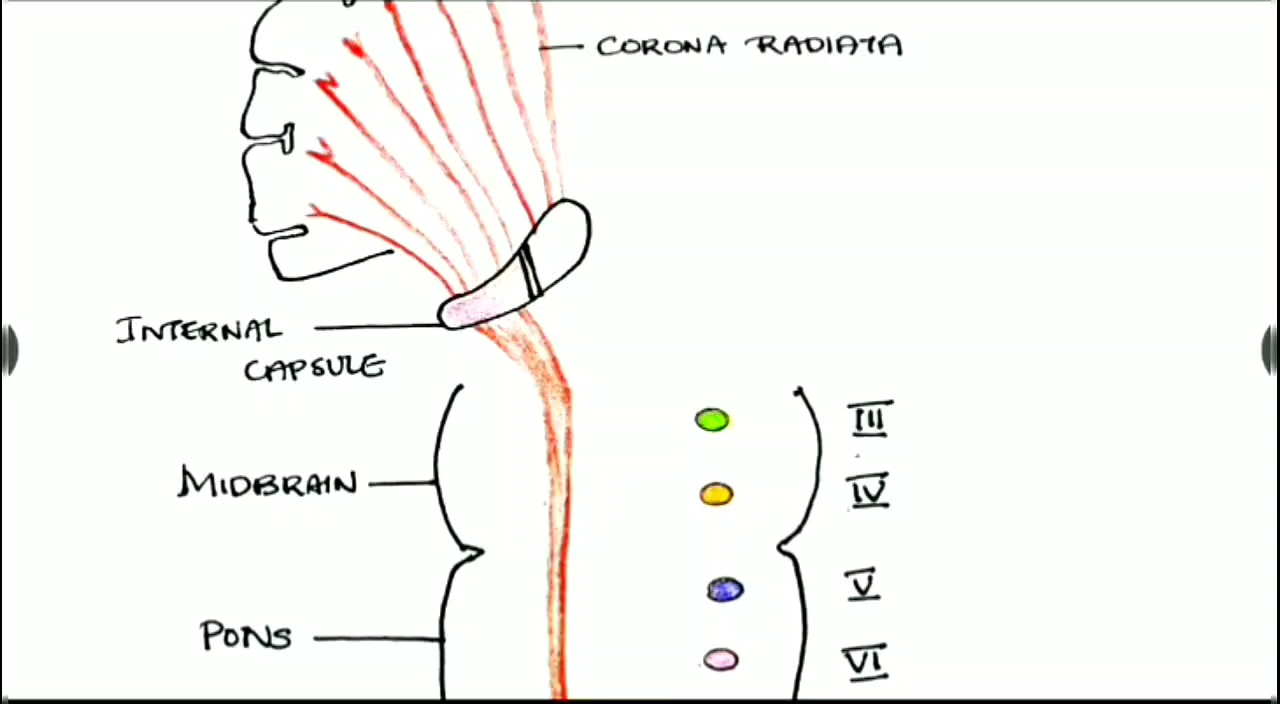 CORONA RADIATA
INTERNAL
CAPSULE
III
MIDBRAIN
IV
V
PONS
VI